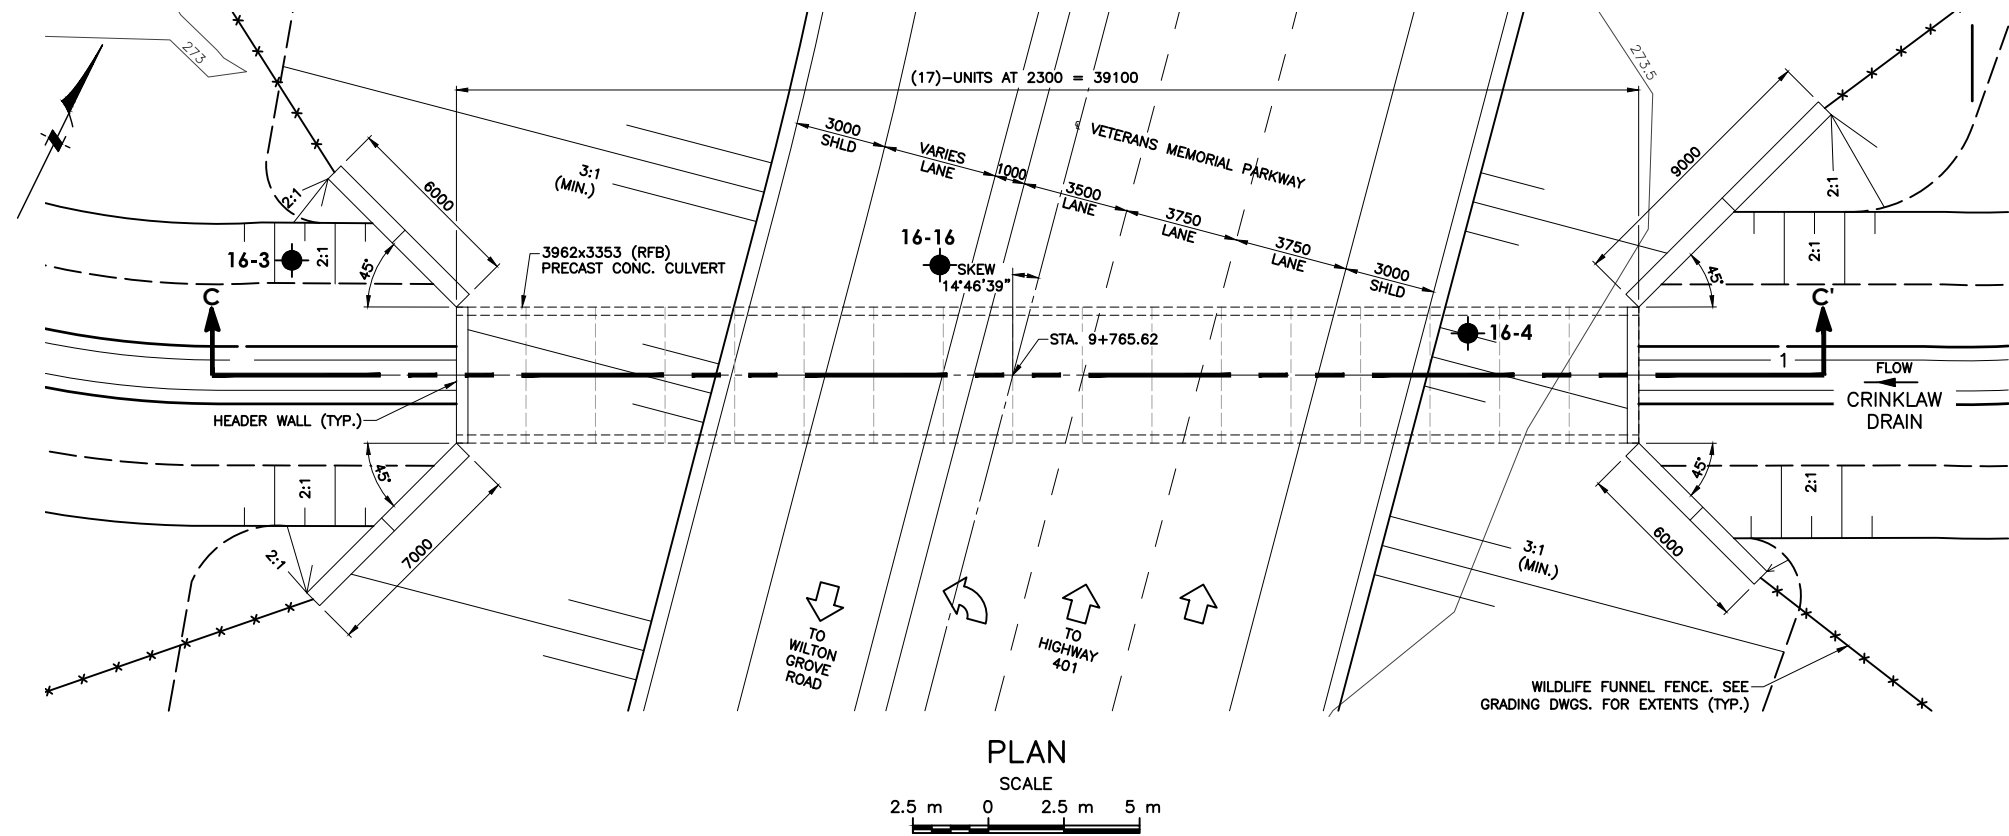 273
(17)-UNITS AT 2300 = 39100
273.5
3000
SHLD
VARIES
LANE
1000
3500
LANE
3750
LANE
3750
LANE
3000
SHLD
℄ VETERANS MEMORIAL PARKWAY
3:1
(MIN.)
6000
9000
2:1
2:1
2:1
2:1
16-3
45°
3962x3353 (RFB)
PRECAST CONC. CULVERT
16-16
SKEW
14°46'39"
45°
C
C'
STA. 9+765.62
16-4
1
FLOW
CRINKLAW
DRAIN
HEADER WALL (TYP.)
45°
45°
2:1
2:1
2:1
7000
6000
3:1
(MIN.)
TO
WILTON
GROVE
ROAD
TO
HIGHWAY
401
WILDLIFE FUNNEL FENCE. SEE
GRADING DWGS. FOR EXTENTS (TYP.)
PLAN
SCALE
2.5 m 0 2.5 m 5 m